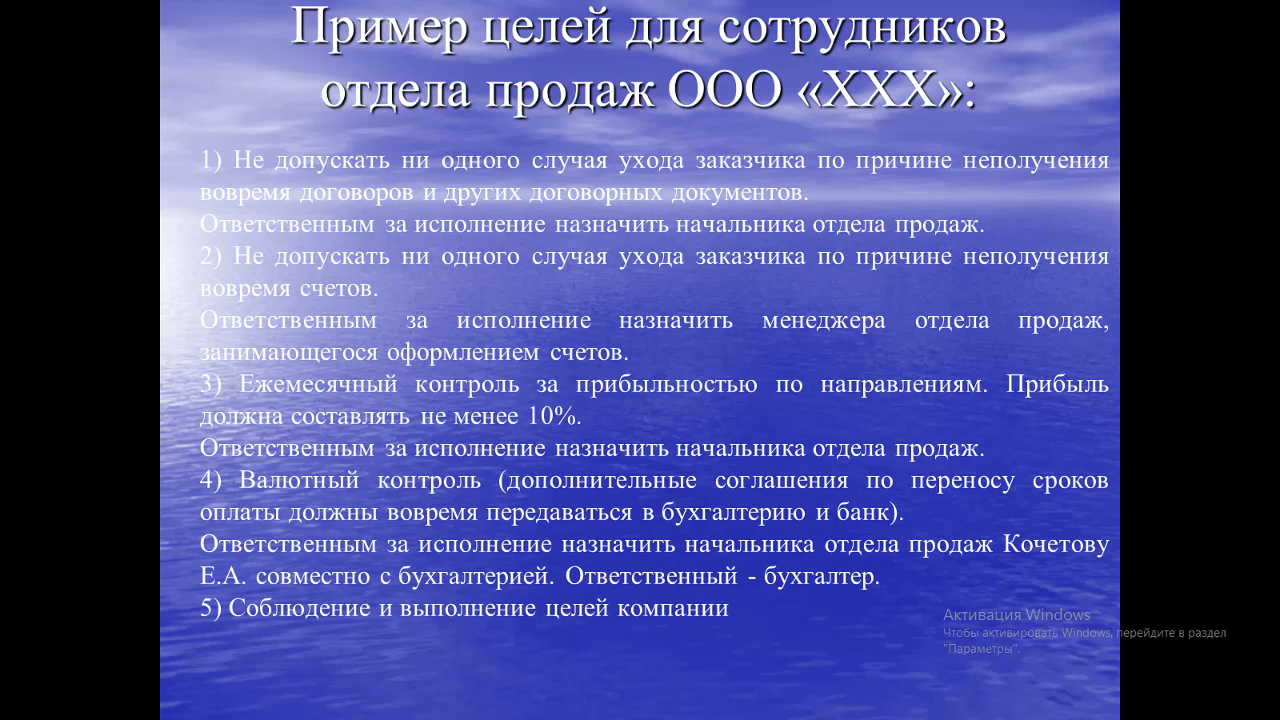 Пример целей для сотрудников
отдела продаж ООО «ХХХ»:
1) Не допускать ни одного случая ухода заказчика по причине неполучения
вовремя договоров и других договорных документов.
Ответственным за исполнение назначить начальника отдела продаж.
2) Не допускать ни одного случая ухода заказчика по причине неполучения
вовремя счетов.
Ответственным за исполнение назначить менеджера отдела продаж,
занимающегося оформлением счетов.
3) Ежемесячный контроль за прибыльностью по направлениям. Прибыль
должна составлять не менее 10%.
Ответственным за исполнение назначить начальника отдела продаж.
4) Валютный контроль (дополнительные соглашения по переносу сроков
оплаты должны вовремя передаваться в бухгалтерию и банк).
Ответственным за исполнение назначить начальника отдела продаж Кочетову
Е.А. совместно с бухгалтерией. Ответственный - бухгалтер.
5) Соблюдение и выполнение целей компании
Активация Windows
Чтобы активировать Windows, перейдите в раздел
"Параметры".